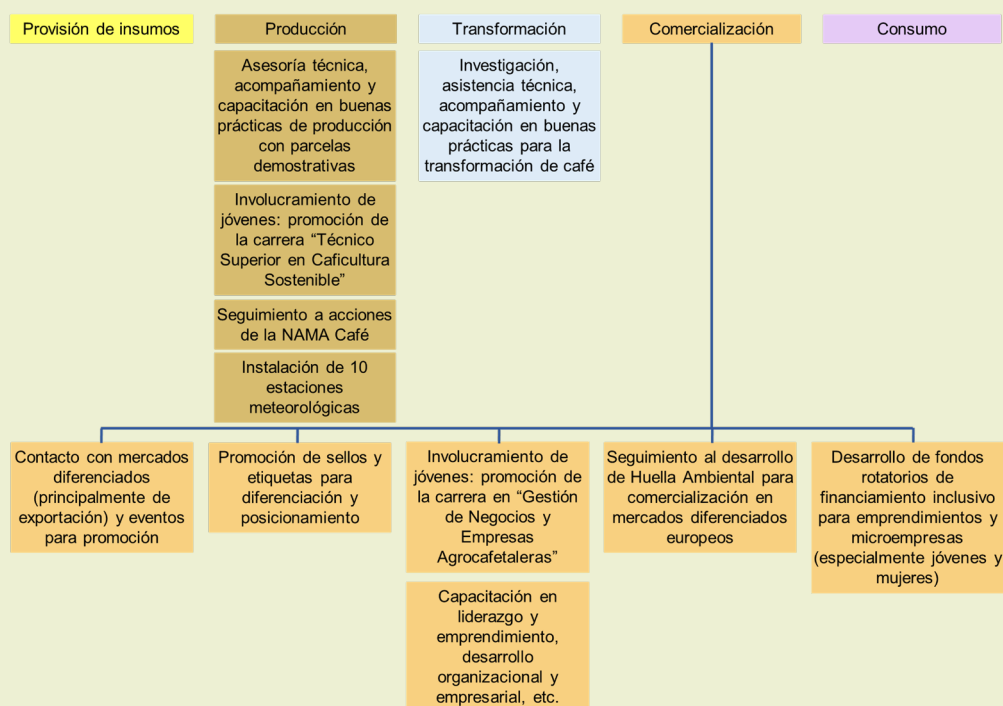 Provisión de insumos
Producción
Transformación
Comercialización
Consumo
Asesoría técnica,
acompañamiento y
capacitación en buenas
prácticas de producción
con parcelas
demostrativas
Investigación,
asistencia técnica,
acompañamiento y
capacitación en buenas
prácticas para la
transformación de café
Involucramiento de
jóvenes: promoción de
la carrera “Técnico
Superior en Caficultura
Sostenible”
Seguimiento a acciones
de la NAMA Café
Instalación de 10
estaciones
meteorológicas
Contacto con mercados
diferenciados
(principalmente de
exportación) y eventos
para promoción
Promoción de sellos y
etiquetas para
diferenciación y
posicionamiento
Involucramiento de
jóvenes: promoción de
la carrera en “Gestión
de Negocios y
Empresas
Agrocafetaleras”
Capacitación en
liderazgo y
emprendimiento,
desarrollo
organizacional y
empresarial, etc.
Seguimiento al desarrollo
de Huella Ambiental para
comercialización en
mercados diferenciados
europeos
Desarrollo de fondos
rotatorios de
financiamiento inclusivo
para emprendimientos y
microempresas
(especialmente jóvenes y
mujeres)